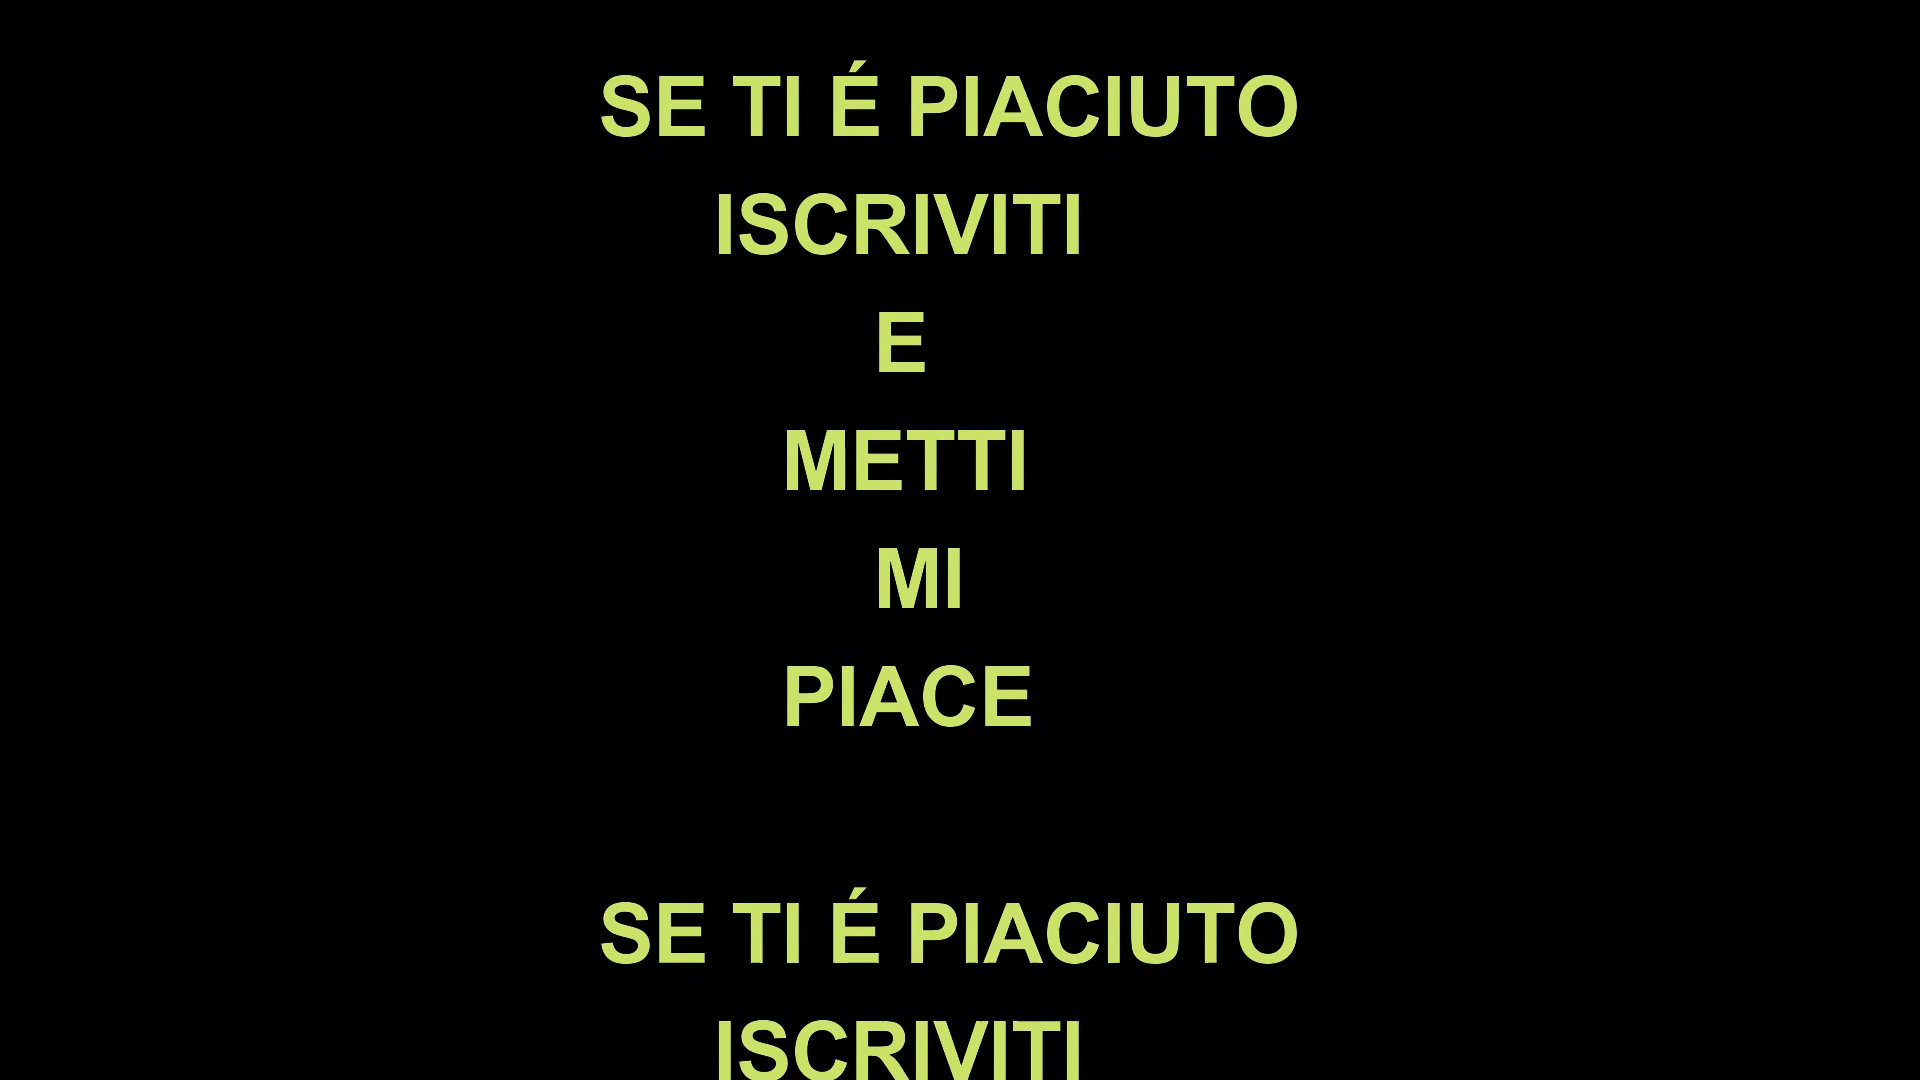 SE TI É PIACIUTO
ISCRIVITI
E
METTI
MI
PIACE
SE TI É PIACIUTO
ISCRIVITI